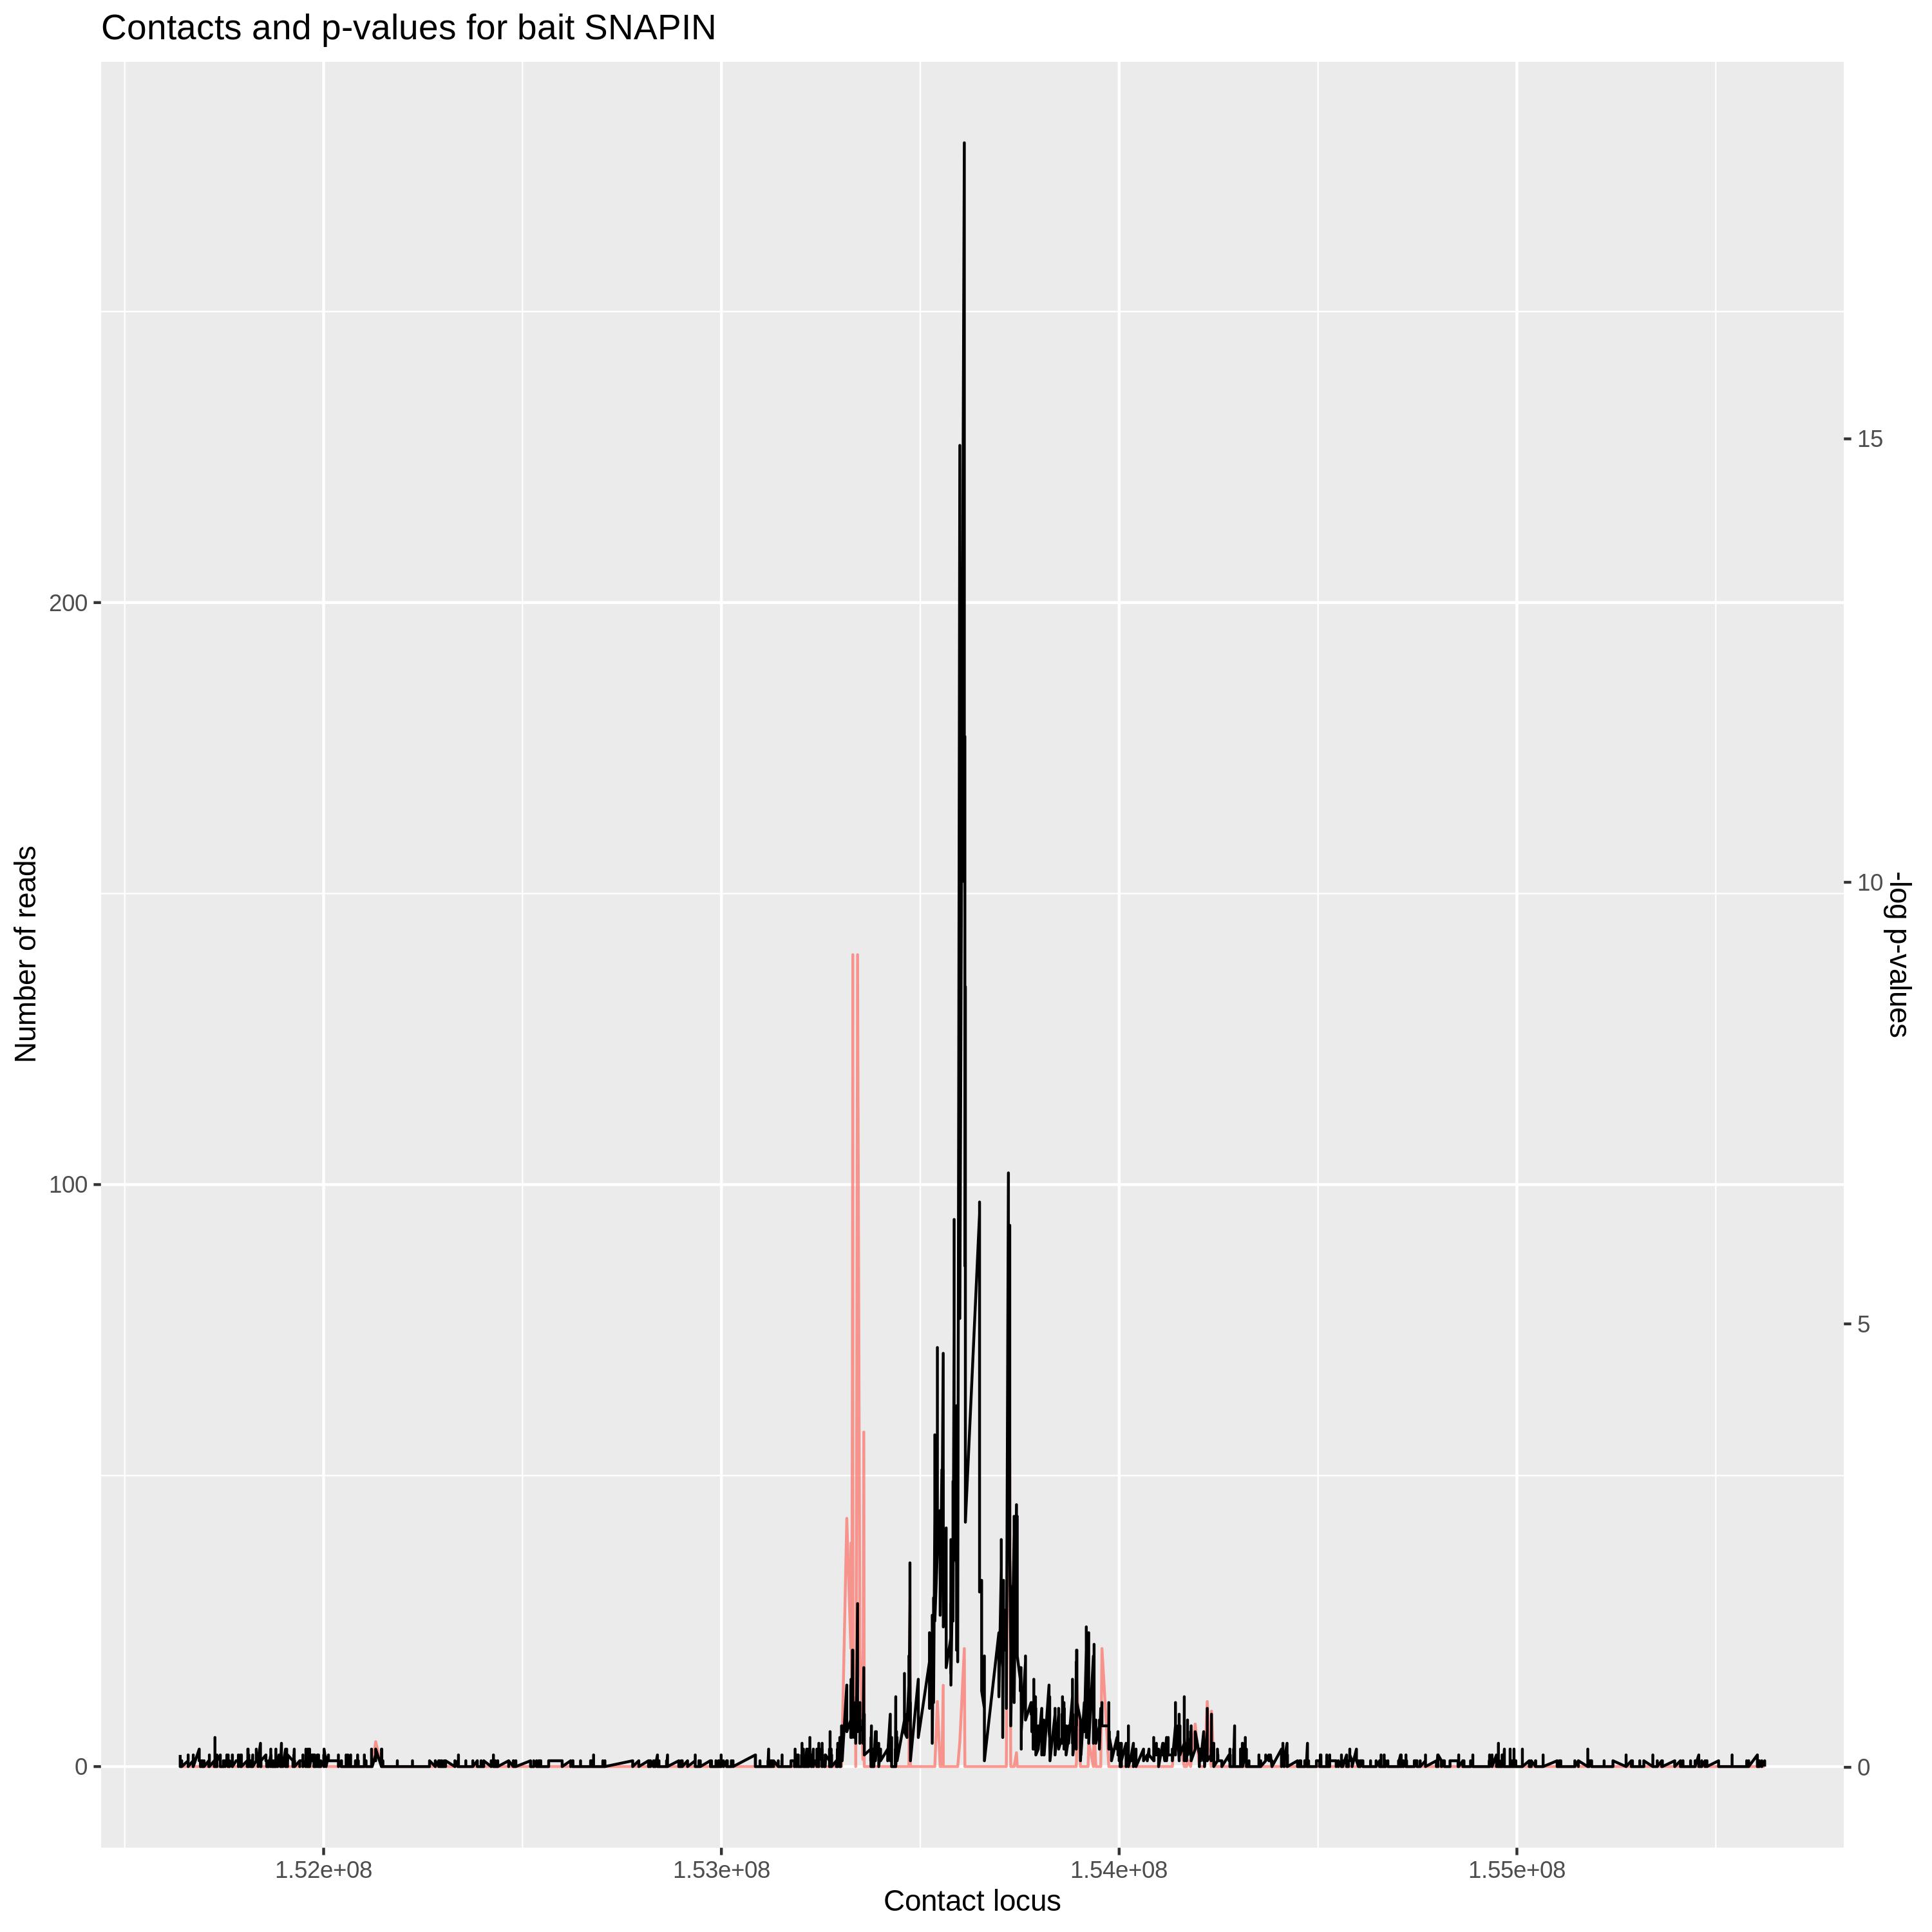 Contacts and p-values for bait SNAPIN
Number of reads
200
100
0
15
10
5
0
-log p-values
1.52e+08
1.53e+08
1.54e+08
1.55e+08
Contact locus